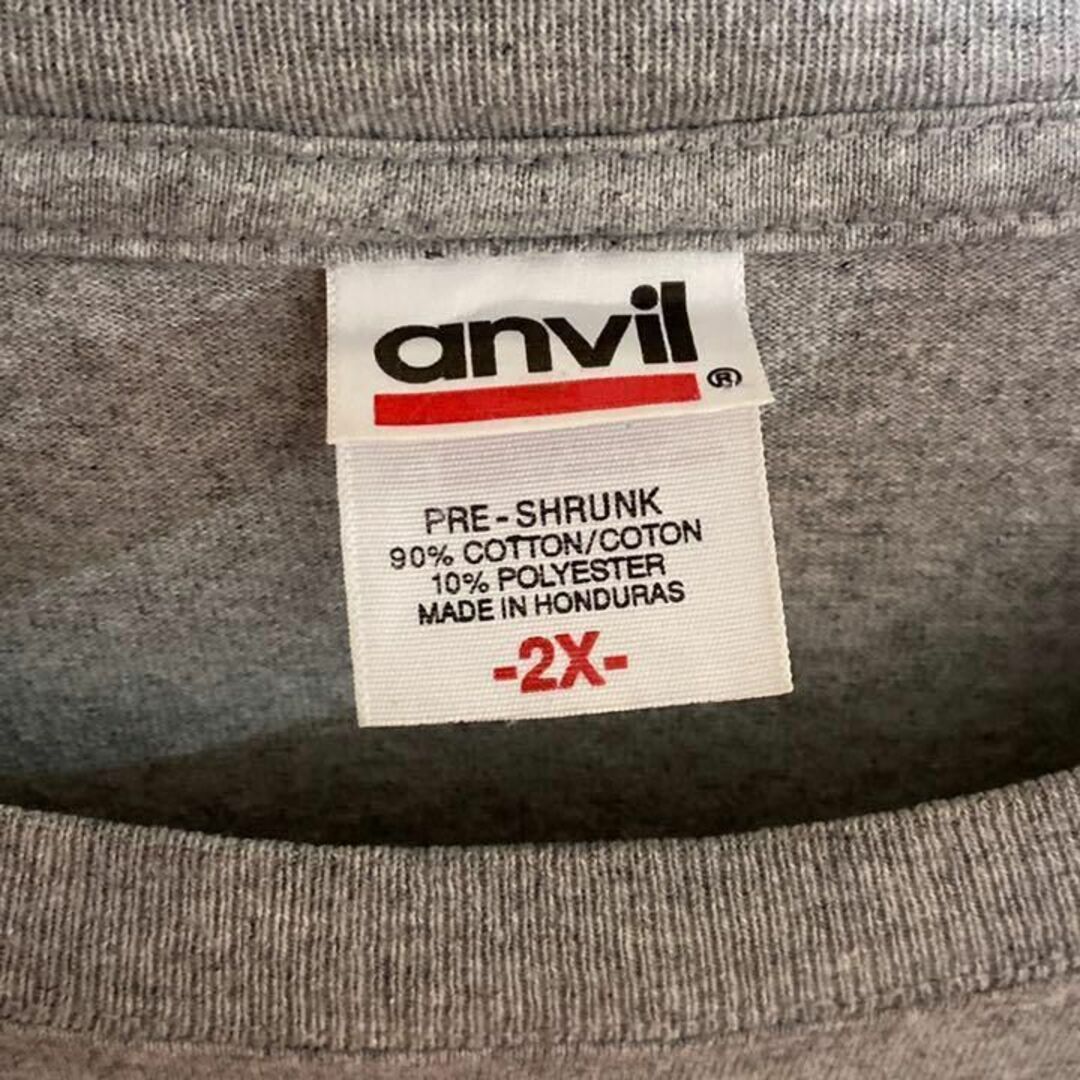 anvil®
PRE-SHRUNK
90% COTTON/COTON
10% POLYESTER
MADE IN HONDURAS
-2X-